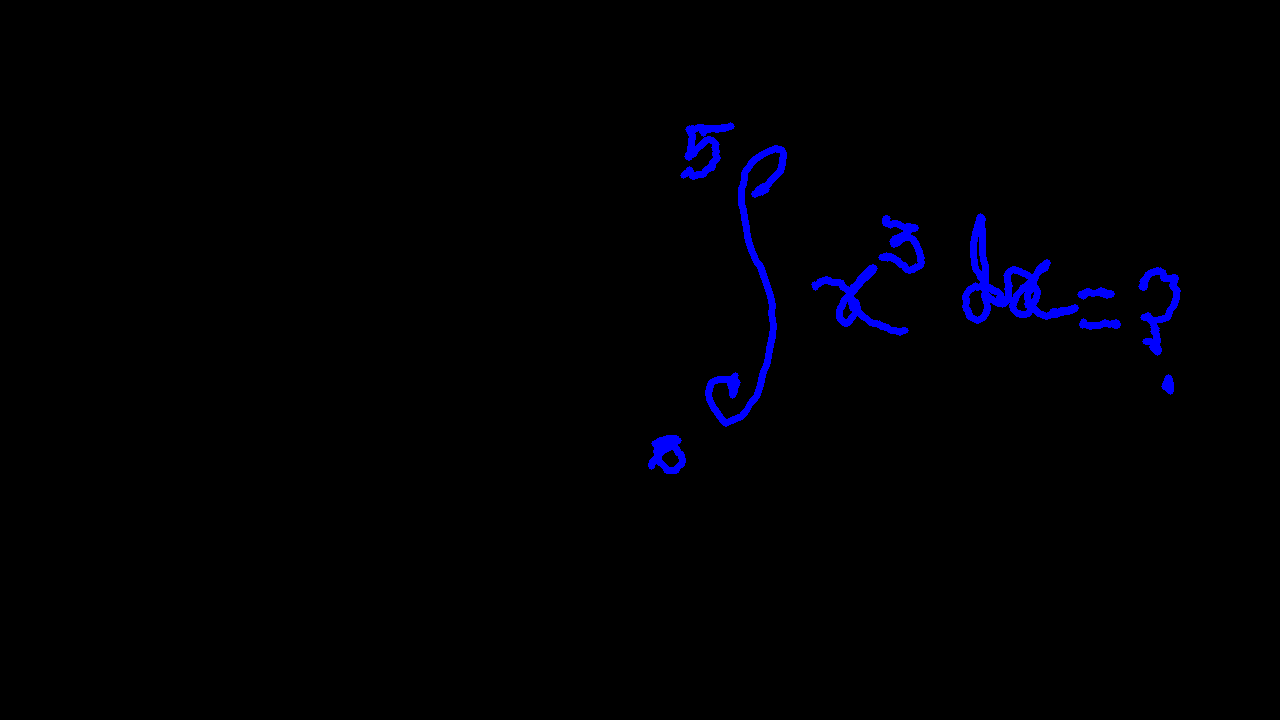 ∫₀⁵ x³ dx = ?